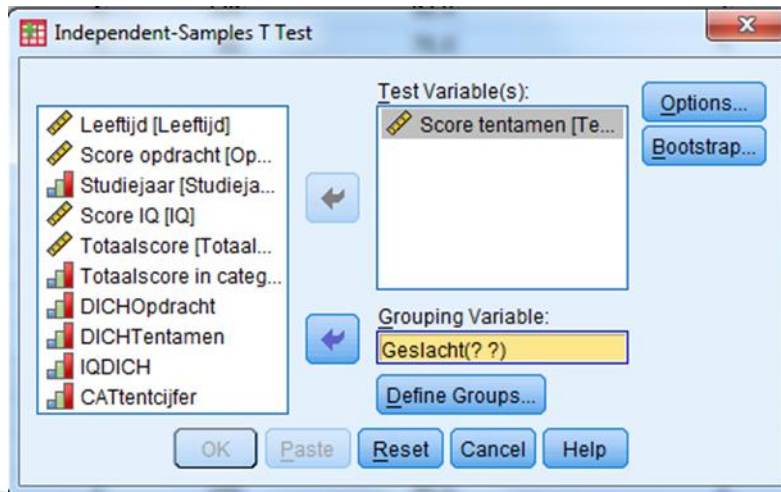 Independent-Samples T Test
Leeftijd [Leeftijd]
Score opdracht [Op...
Studiejaar [Studieja...
Score IQ [IQ]
Totaalscore [Totaal...
Totaalscore in categ...
DICHOpdracht
DICHTentamen
IQDICH
CATtentcijfer
Test Variable(s):
Score tentamen [Te...
Grouping Variable:
Geslacht(? ?)
Define Groups...
Options...
Bootstrap...
OK Paste Reset Cancel Help